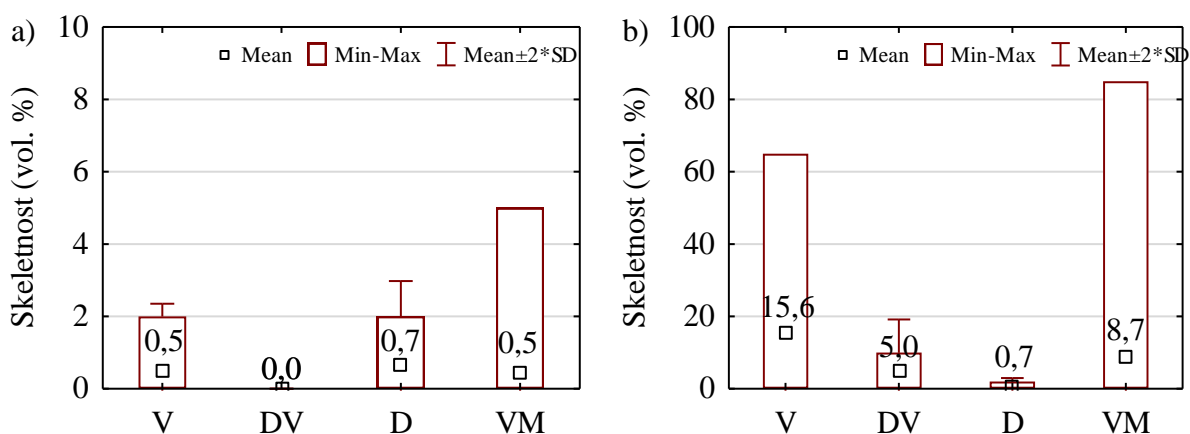 a)
Skeletnost (vol. %)
10
8
6
4
2
0
Mean Min-Max Mean±2*SD
0,5
0,0
0,7
0,5
V DV D VM
b)
Skeletnost (vol. %)
100
80
60
40
20
0
Mean Min-Max Mean±2*SD
15,6
5,0
0,7
8,7
V DV D VM